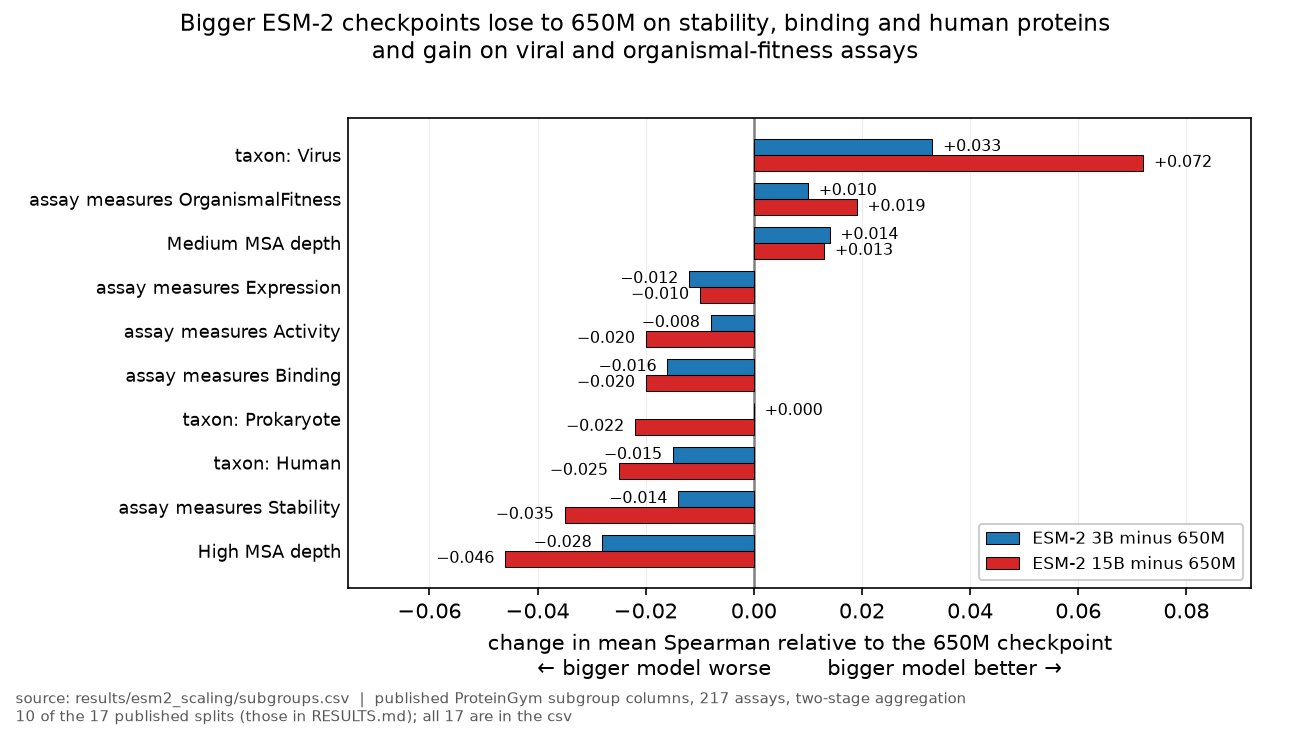 Bigger ESM-2 checkpoints lose to 650M on stability, binding and human proteins
and gain on viral and organismal-fitness assays
taxon: Virus
+0.033
+0.072
assay measures OrganismalFitness
+0.010
+0.019
Medium MSA depth
+0.014
+0.013
assay measures Expression
−0.012
−0.010
assay measures Activity
−0.008
−0.020
assay measures Binding
−0.016
−0.020
taxon: Prokaryote
+0.000
−0.022
taxon: Human
−0.015
−0.025
assay measures Stability
−0.014
−0.035
High MSA depth
−0.028
−0.046
ESM-2 3B minus 650M
ESM-2 15B minus 650M
−0.06 −0.04 −0.02 0.00 0.02 0.04 0.06 0.08
change in mean Spearman relative to the 650M checkpoint
← bigger model worse bigger model better →
source: results/esm2_scaling/subgroups.csv | published ProteinGym subgroup columns, 217 assays, two-stage aggregation
10 of the 17 published splits (those in RESULTS.md); all 17 are in the csv